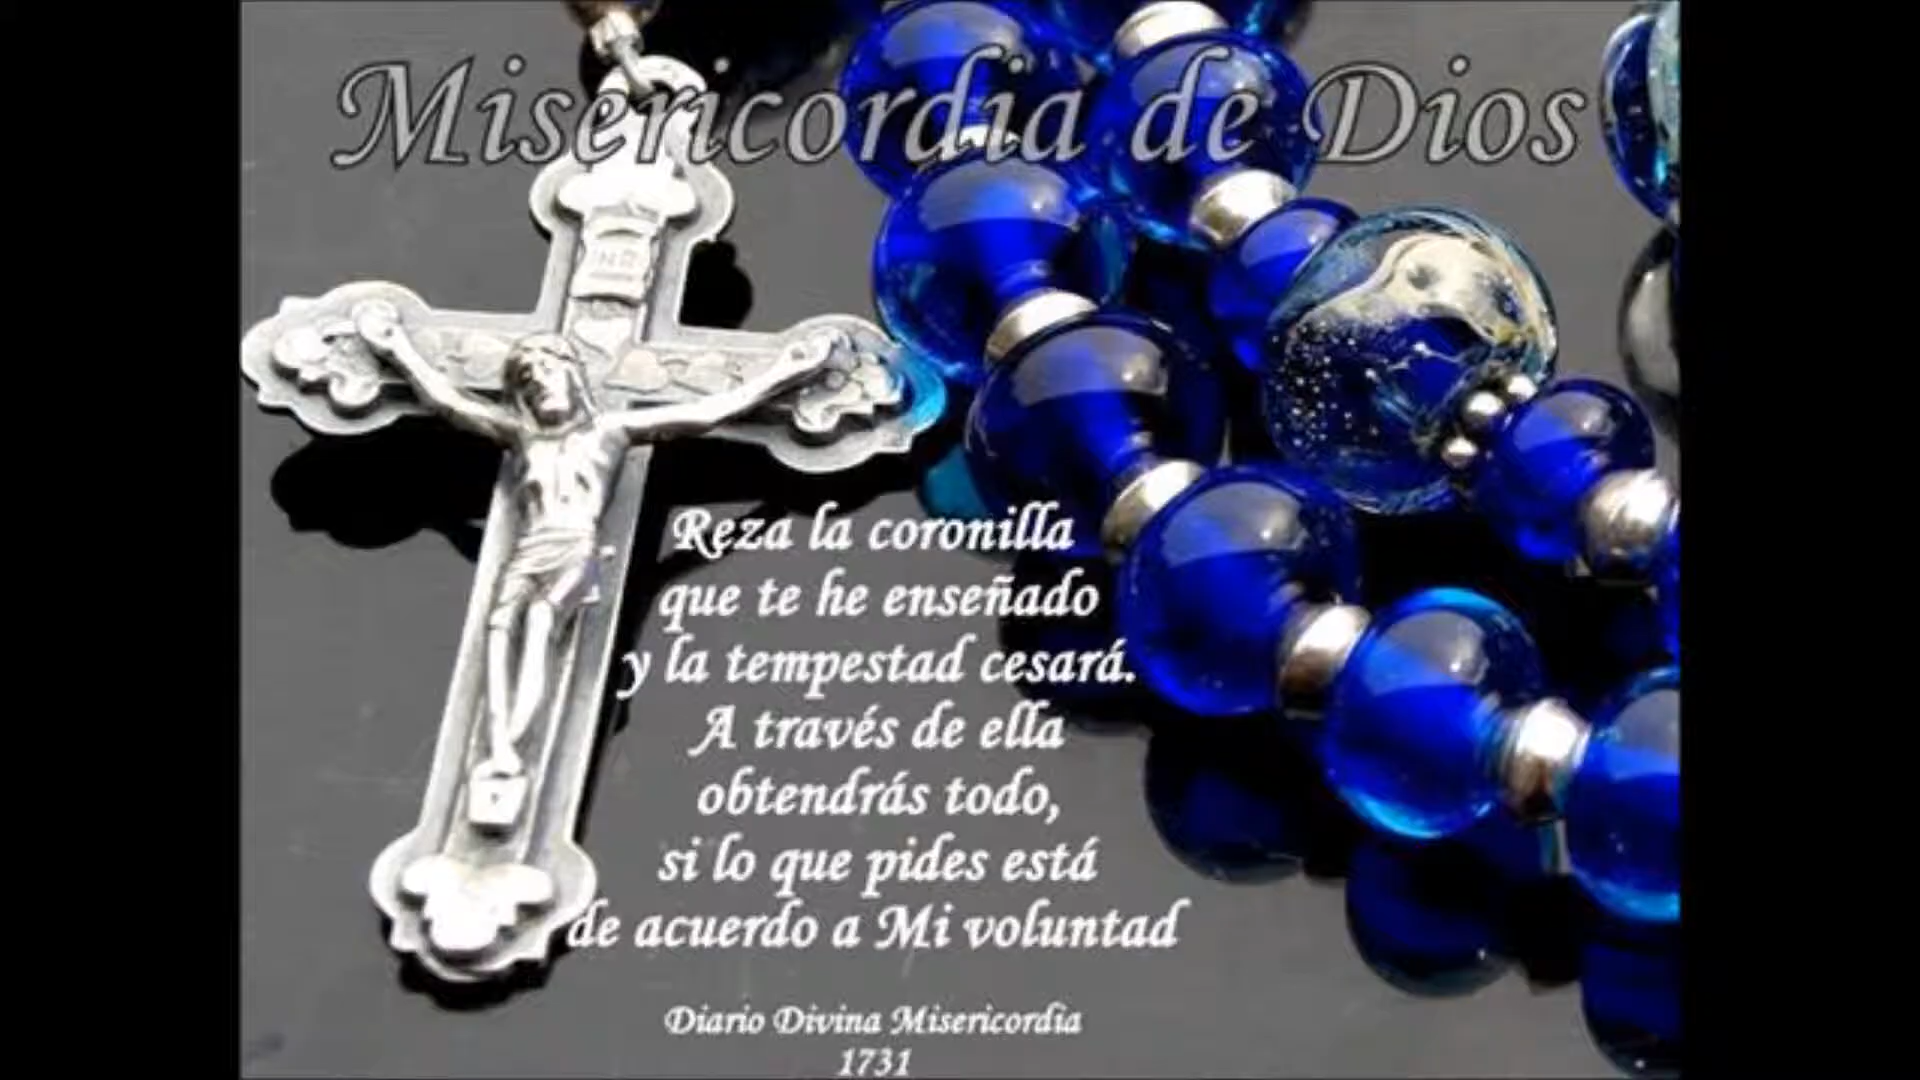 Misericordia de Dios
INRI
Reza la coronilla
que te he enseñado
y la tempestad cesará.
A través de ella
obtendrás todo,
si lo que pides está
de acuerdo a Mi voluntad
Diario Divina Misericordia
1731